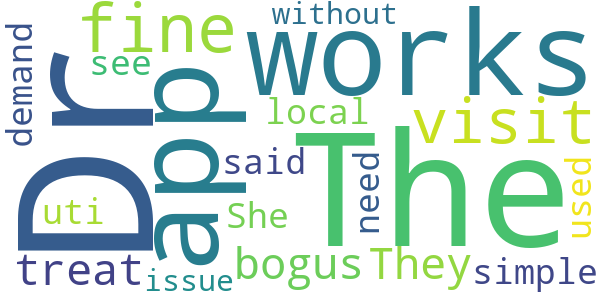 without
fine
works
demand
see
Dr
app
local
visit
The
said
need
used
uti
She
treat
issue
bogus
They
simple